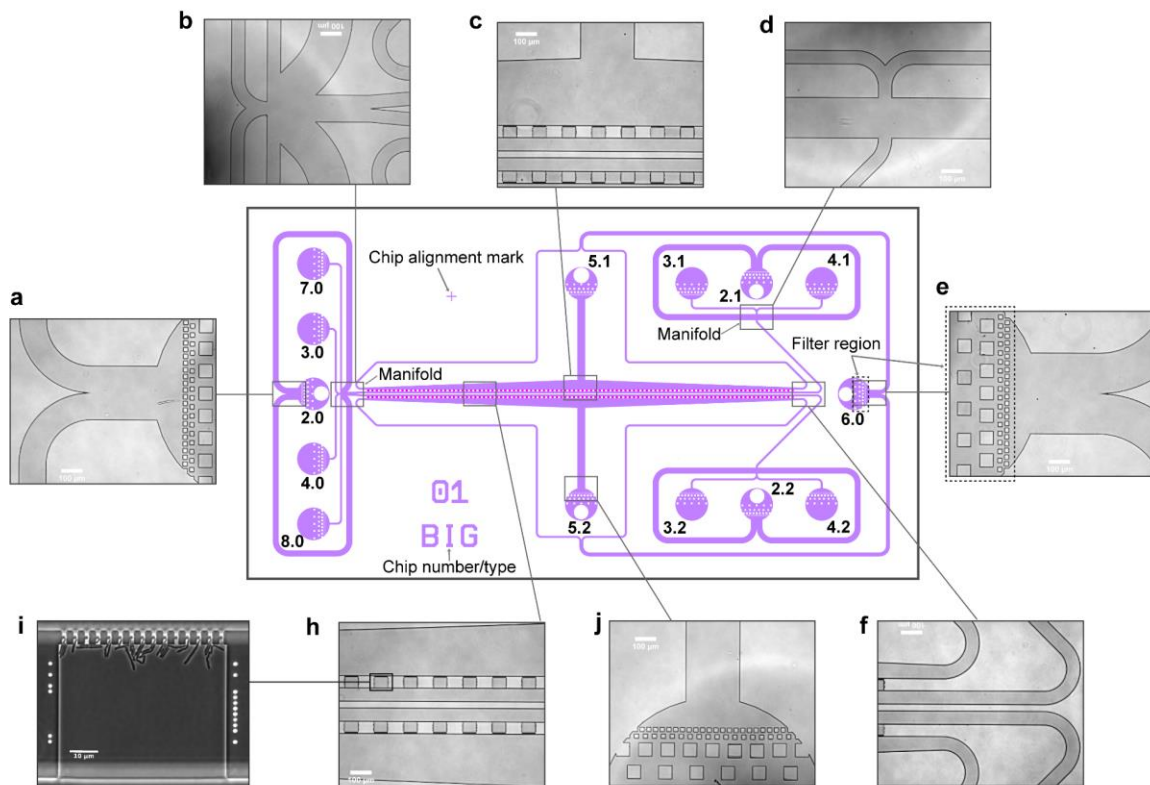 b
100 µm
c
100 µm
d
100 µm
a
100 µm
Chip alignment mark
7.0
3.0
2.0
4.0
8.0
Manifold
5.1
3.1
4.1
2.1
Manifold
Filter region
6.0
e
100 µm
01
BIG
Chip number/type
5.2
2.2
3.2
4.2
i
10 µm
h
100 µm
j
100 µm
f
100 µm